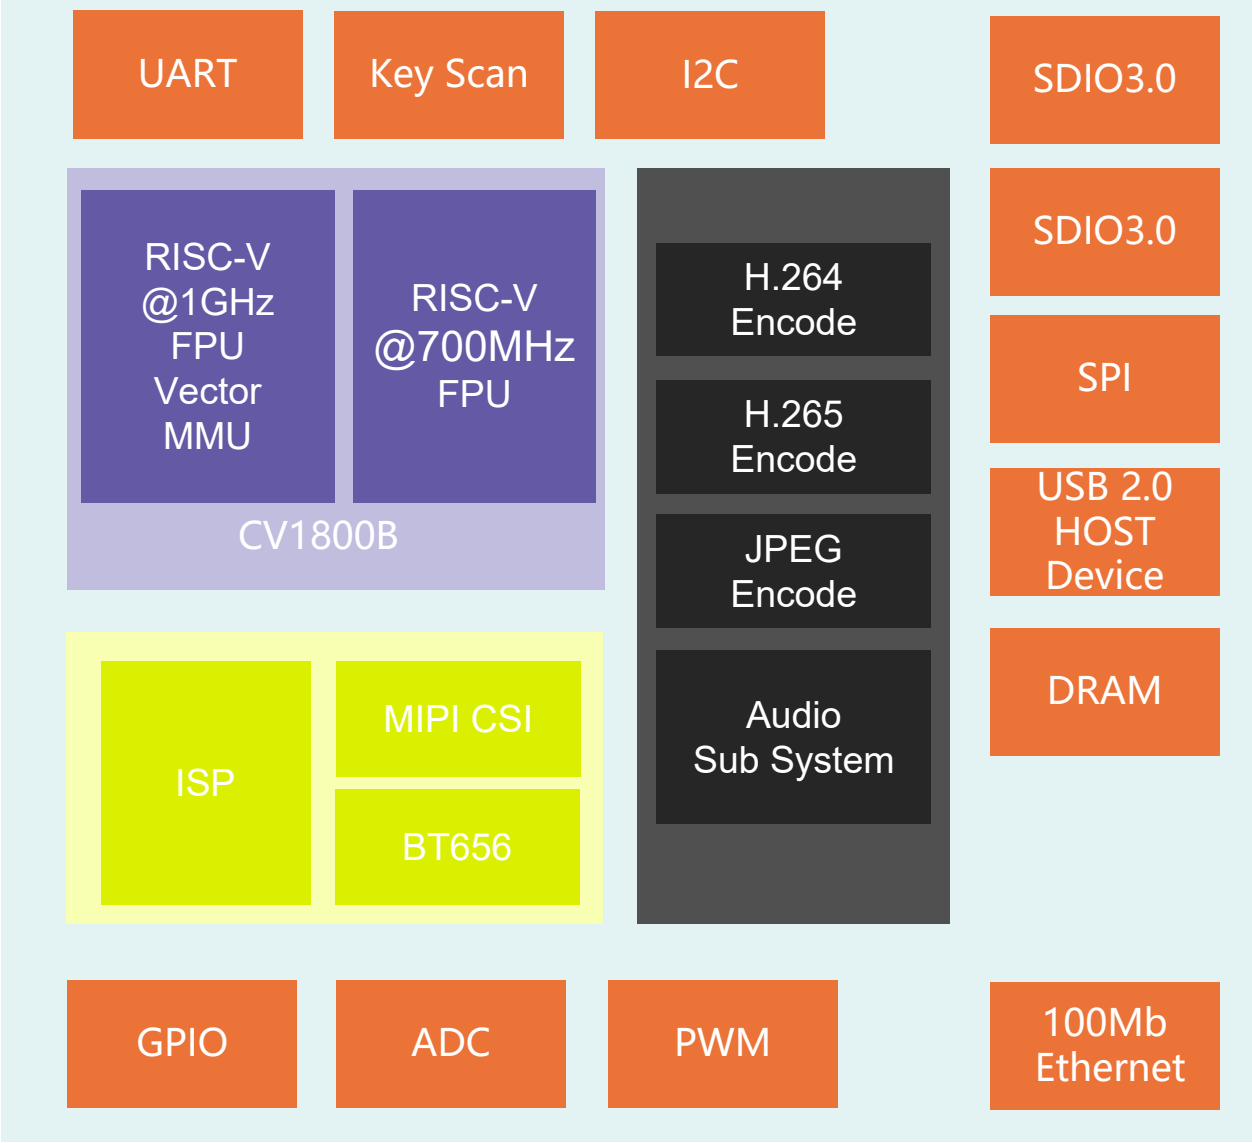 UART
Key Scan
I2C
SDIO3.0
RISC-V
@1GHz
FPU
Vector
MMU
RISC-V
@700MHz
FPU
CV1800B
H.264
Encode
H.265
Encode
JPEG
Encode
Audio
Sub System
SDIO3.0
SPI
USB 2.0
HOST
Device
DRAM
ISP
MIPI CSI
BT656
GPIO
ADC
PWM
100Mb
Ethernet